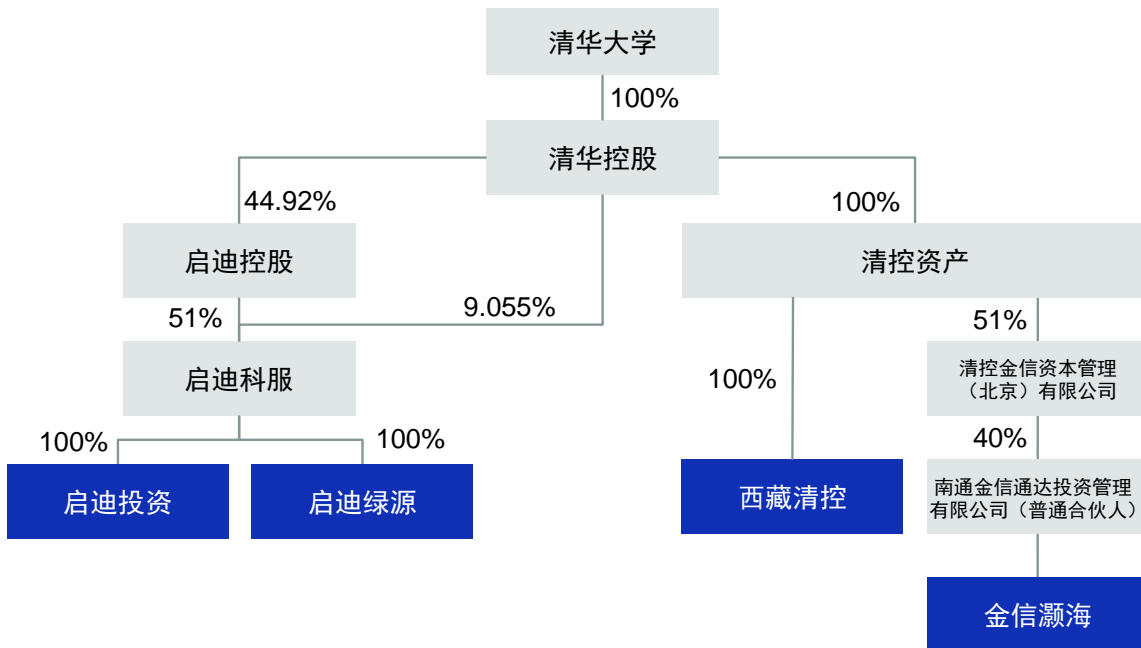 清华大学
100%
清华控股
44.92%
100%
启迪控股
清控资产
51%
9.055%
51%
启迪科服
100%
清控金信资本管理
（北京）有限公司
100%
100%
40%
启迪投资
启迪绿源
西藏清控
南通金信通达投资管理
有限公司（普通合伙人）
金信灏海